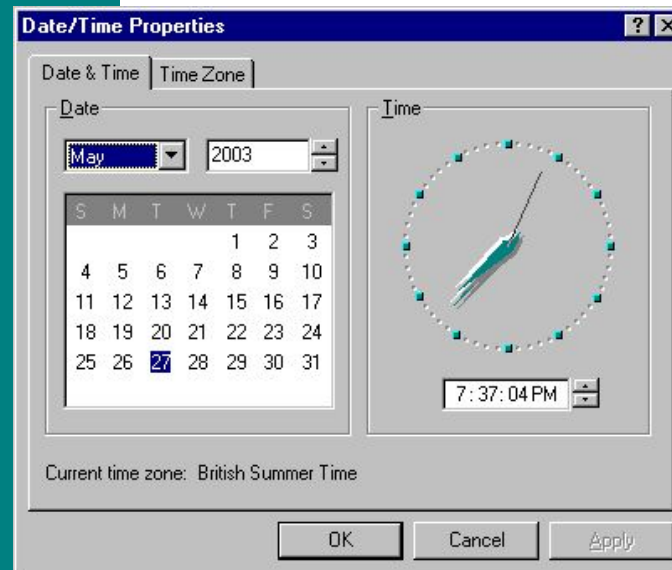 Date/Time Properties
Date & Time Time Zone
Date
May 2003
S M T W T F S
1 2 3
4 5 6 7 8 9 10
11 12 13 14 15 16 17
18 19 20 21 22 23 24
25 26 27 28 29 30 31
Time
7:37:04 PM
Current time zone: British Summer Time
OK Cancel Apply